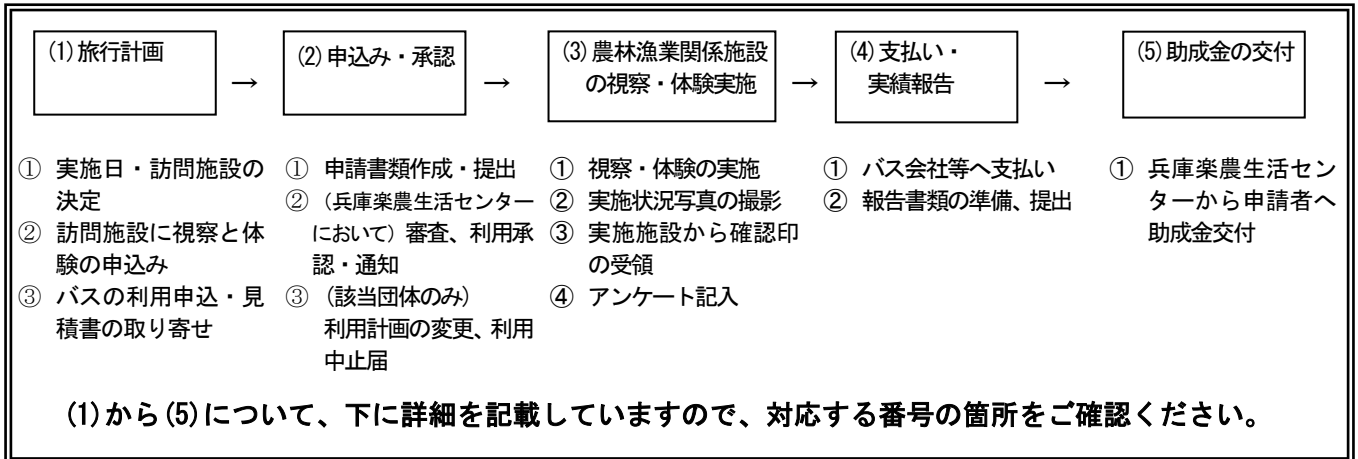 (1)旅行計画
→
(2)申込み・承認
→
(3)農林漁業関係施設
の視察・体験実施
→
(4)支払い・
実績報告
→
(5)助成金の交付
① 実施日・訪問施設の
決定
② 訪問施設に視察と体
験の申込み
③ バスの利用申込・見
積書の取り寄せ
① 申請書類作成・提出
② （兵庫楽農生活センター
において）審査、利用承
認・通知
③ （該当団体のみ）
利用計画の変更、利用
中止届
① 視察・体験の実施
② 実施状況写真の撮影
③ 実施施設から確認印
の受領
④ アンケート記入
① バス会社等へ支払い
② 報告書類の準備、提出
① 兵庫楽農生活セン
ターから申請者へ
助成金交付
(1)から(5)について、下に詳細を記載していますので、対応する番号の箇所をご確認ください。